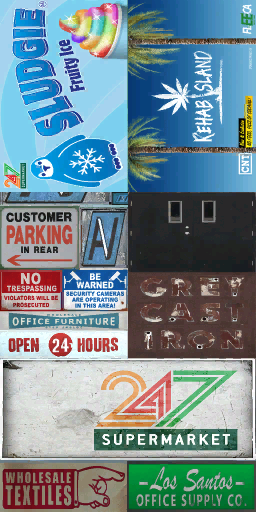 SLUDGIE
Fruity Ice
24/7
SUPERMARKET
REHAB ISLAND
FLEECA
CNT
CUSTOMER
PARKING
IN REAR
A
NO
TRESPASSING
VIOLATORS WILL BE
PROSECUTED
BE
WARNED
SECURITY CAMERAS
ARE OPERATING
IN THIS AREA!
OFFICE FURNITURE
OPEN 24 HOURS
GREY
CAST
IRON
24/7
SUPERMARKET
WHOLESALE
TEXTILES
-Los Santos-
OFFICE SUPPLY CO.